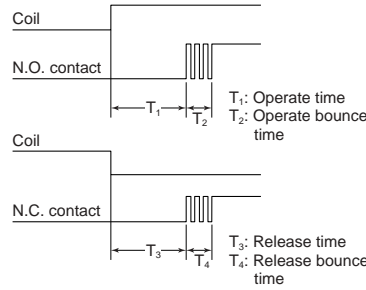 Coil
N.O. contact
T₁
T₂
T₁: Operate time
T₂: Operate bounce
time
Coil
N.C. contact
T₃
T₄
T₃: Release time
T₄: Release bounce
time